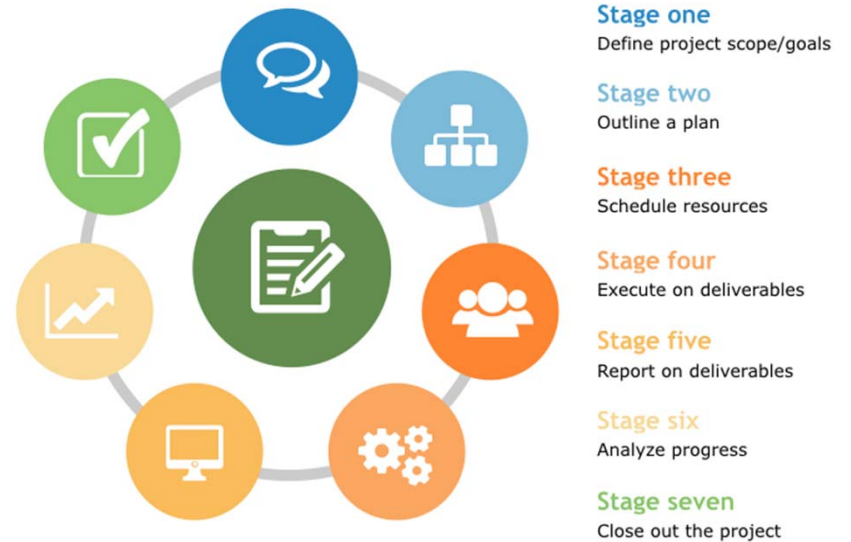 Stage one
Define project scope/goals
Stage two
Outline a plan
Stage three
Schedule resources
Stage four
Execute on deliverables
Stage five
Report on deliverables
Stage six
Analyze progress
Stage seven
Close out the project